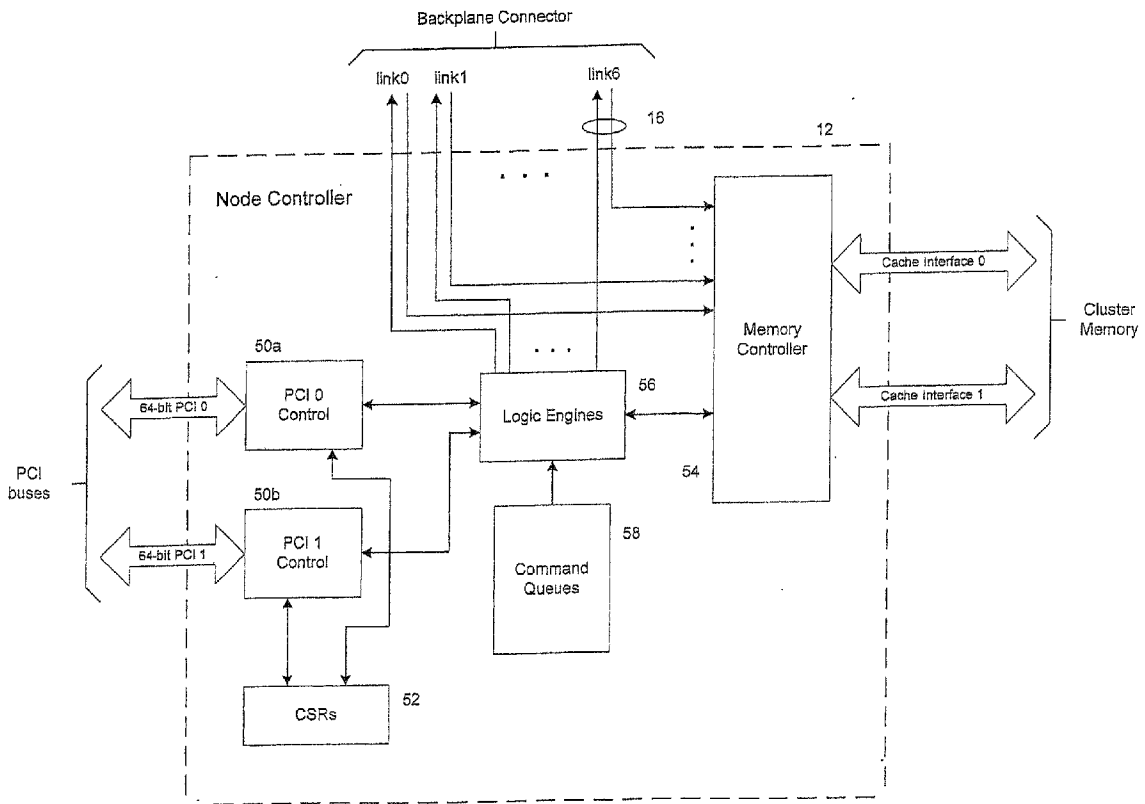 Backplane Connector
link0
link1
link6
16
12
Node Controller
Cache Interface 0
Cluster
Memory
Memory
Controller
50a
PCI 0
Control
64-bit PCI 0
56
Logic Engines
Cache Interface 1
PCI
buses
54
50b
PCI 1
Control
64-bit PCI 1
58
Command
Queues
CSRs
52